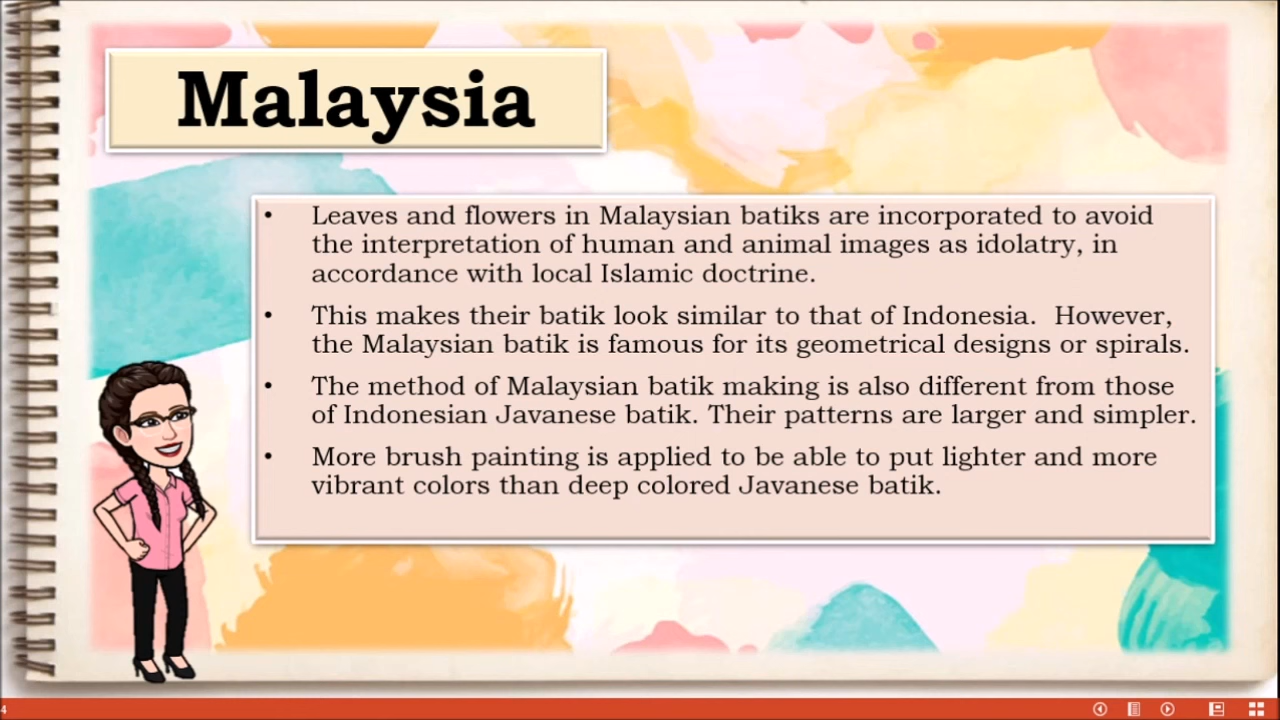 Malaysia
• Leaves and flowers in Malaysian batiks are incorporated to avoid
the interpretation of human and animal images as idolatry, in
accordance with local Islamic doctrine.
• This makes their batik look similar to that of Indonesia.  However,
the Malaysian batik is famous for its geometrical designs or spirals.
• The method of Malaysian batik making is also different from those
of Indonesian Javanese batik. Their patterns are larger and simpler.
• More brush painting is applied to be able to put lighter and more
vibrant colors than deep colored Javanese batik.
4